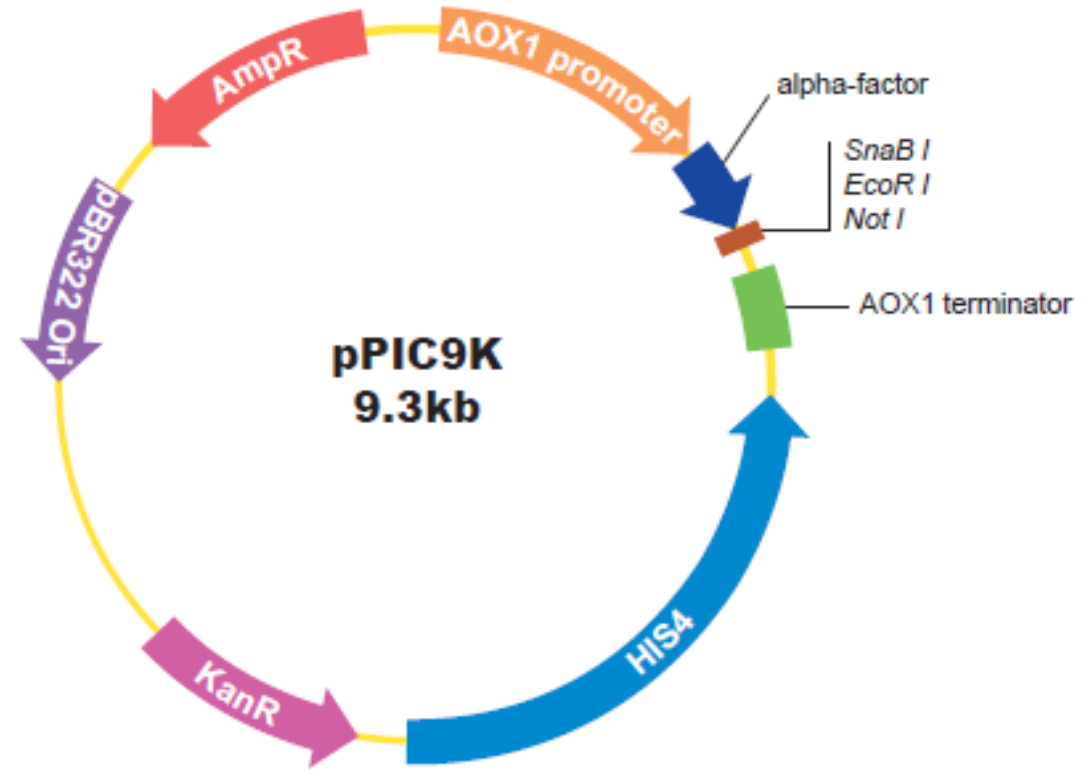 AmpR
AOX1 promoter
alpha-factor
SnaB I
EcoR I
Not I
AOX1 terminator
pBR322 Ori
pPIC9K
9.3kb
HIS4
KanR